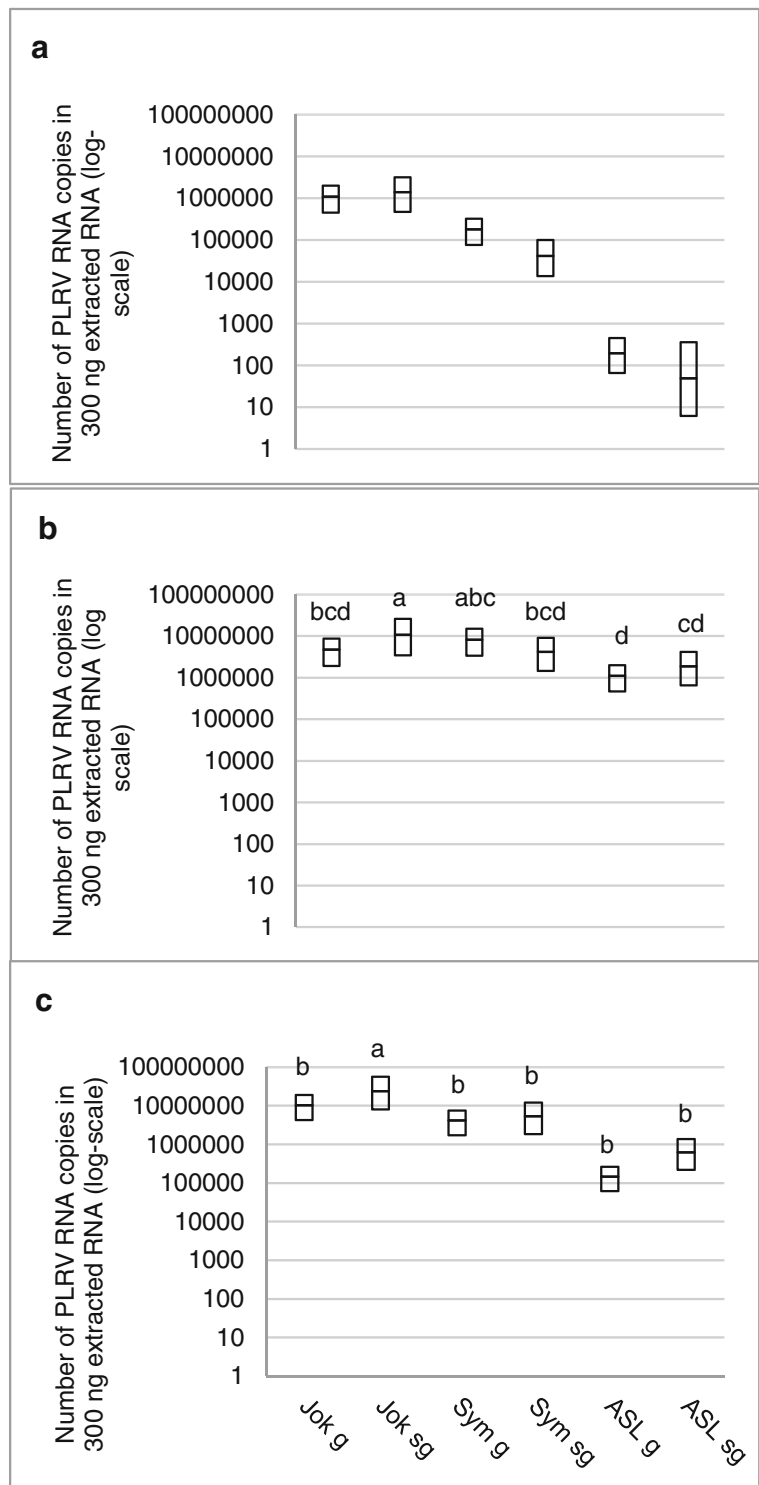 a
Number of PLRV RNA copies in
300 ng extracted RNA (log-
scale)
100000000
10000000
1000000
100000
10000
1000
100
10
1
b
Number of PLRV RNA copies in
300 ng extracted RNA (log
scale)
100000000
10000000
1000000
100000
10000
1000
100
10
1
bcd
a
abc
bcd
d
cd
c
Number of PLRV RNA copies in
300 ng extracted RNA (log-scale)
100000000
10000000
1000000
100000
10000
1000
100
10
1
b
a
b
b
b
b
Jok g
Jok sg
Sym g
Sym sg
ASL g
ASL sg